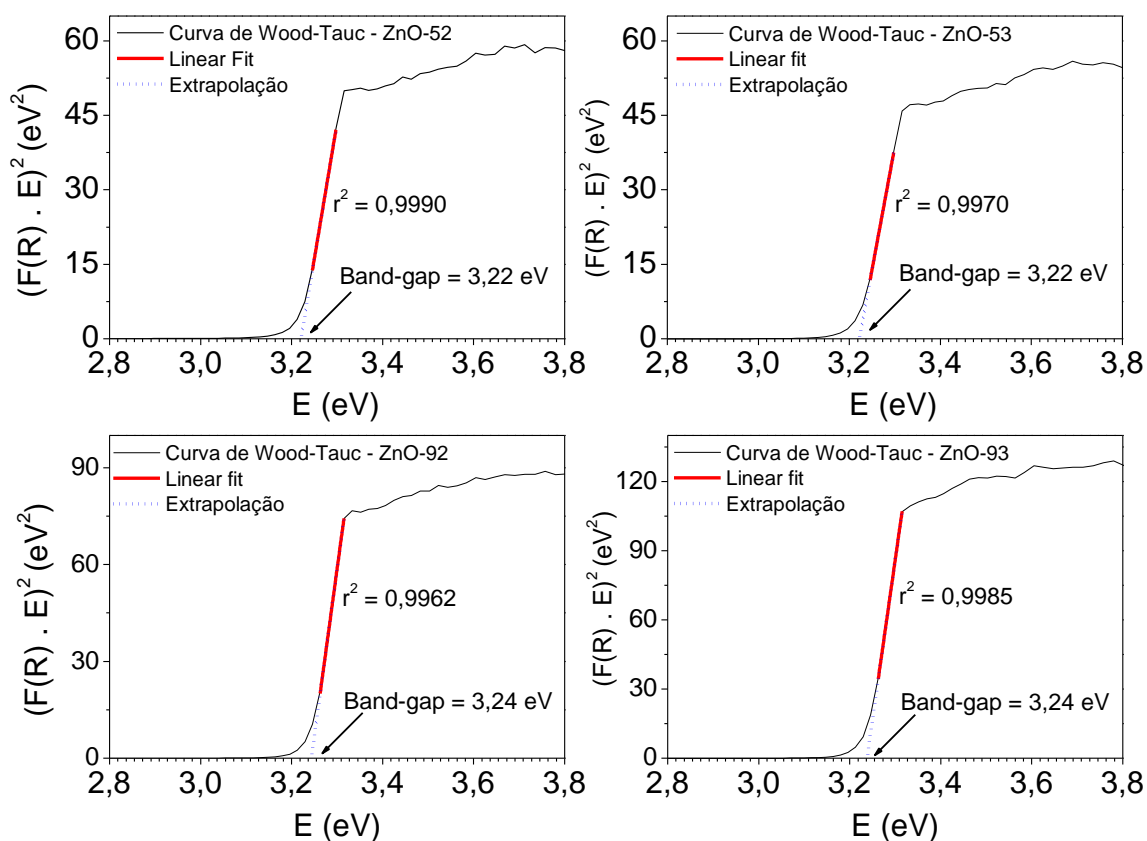 60
45
30
15
0
(F(R) . E)² (eV²)
Curva de Wood-Tauc - ZnO-52
Linear Fit
Extrapolação
r² = 0,9990
Band-gap = 3,22 eV
2,8 3,0 3,2 3,4 3,6 3,8
E (eV)
60
45
30
15
0
(F(R) . E)² (eV²)
Curva de Wood-Tauc - ZnO-53
Linear fit
Extrapolação
r² = 0,9970
Band-gap = 3,22 eV
2,8 3,0 3,2 3,4 3,6 3,8
E (eV)
90
60
30
0
(F(R) . E)² (eV²)
Curva de Wood-Tauc - ZnO-92
Linear fit
Extrapolação
r² = 0,9962
Band-gap = 3,24 eV
2,8 3,0 3,2 3,4 3,6 3,8
E (eV)
120
90
60
30
0
(F(R) . E)² (eV²)
Curva de Wood-Tauc - ZnO-93
Linear fit
Extrapolação
r² = 0,9985
Band-gap = 3,24 eV
2,8 3,0 3,2 3,4 3,6 3,8
E (eV)